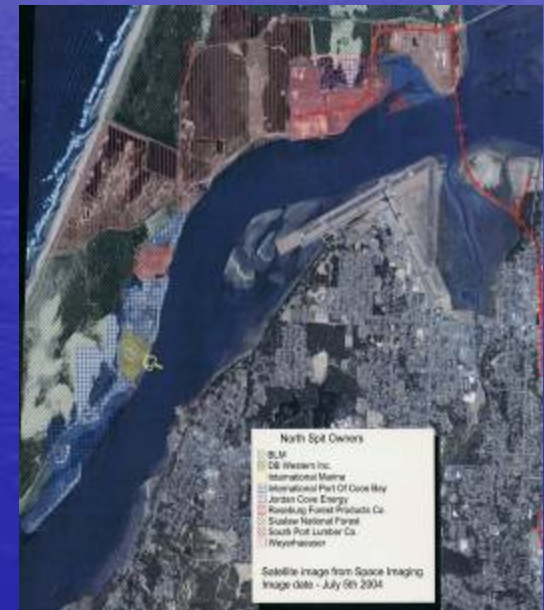 North Spit Owners
BLM
DB Western Inc.
International Marine
International Port Of Coos Bay
Jordan Cove Energy
Roseburg Forest Products Co.
Siuslaw National Forest
South Port Lumber Co.
Weyerhaeuser
Satellite image from Space Imaging
Image date - July 5th 2004